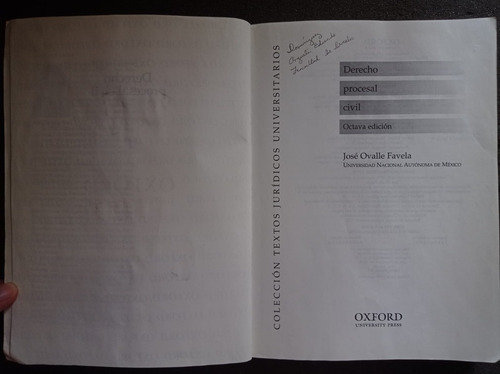 COLECCIÓN TEXTOS JURÍDICOS UNIVERSITARIOS
Derecho
procesal
civil
Octava edición
José Ovalle Favela
UNIVERSIDAD NACIONAL AUTÓNOMA DE MÉXICO
OXFORD
UNIVERSITY PRESS